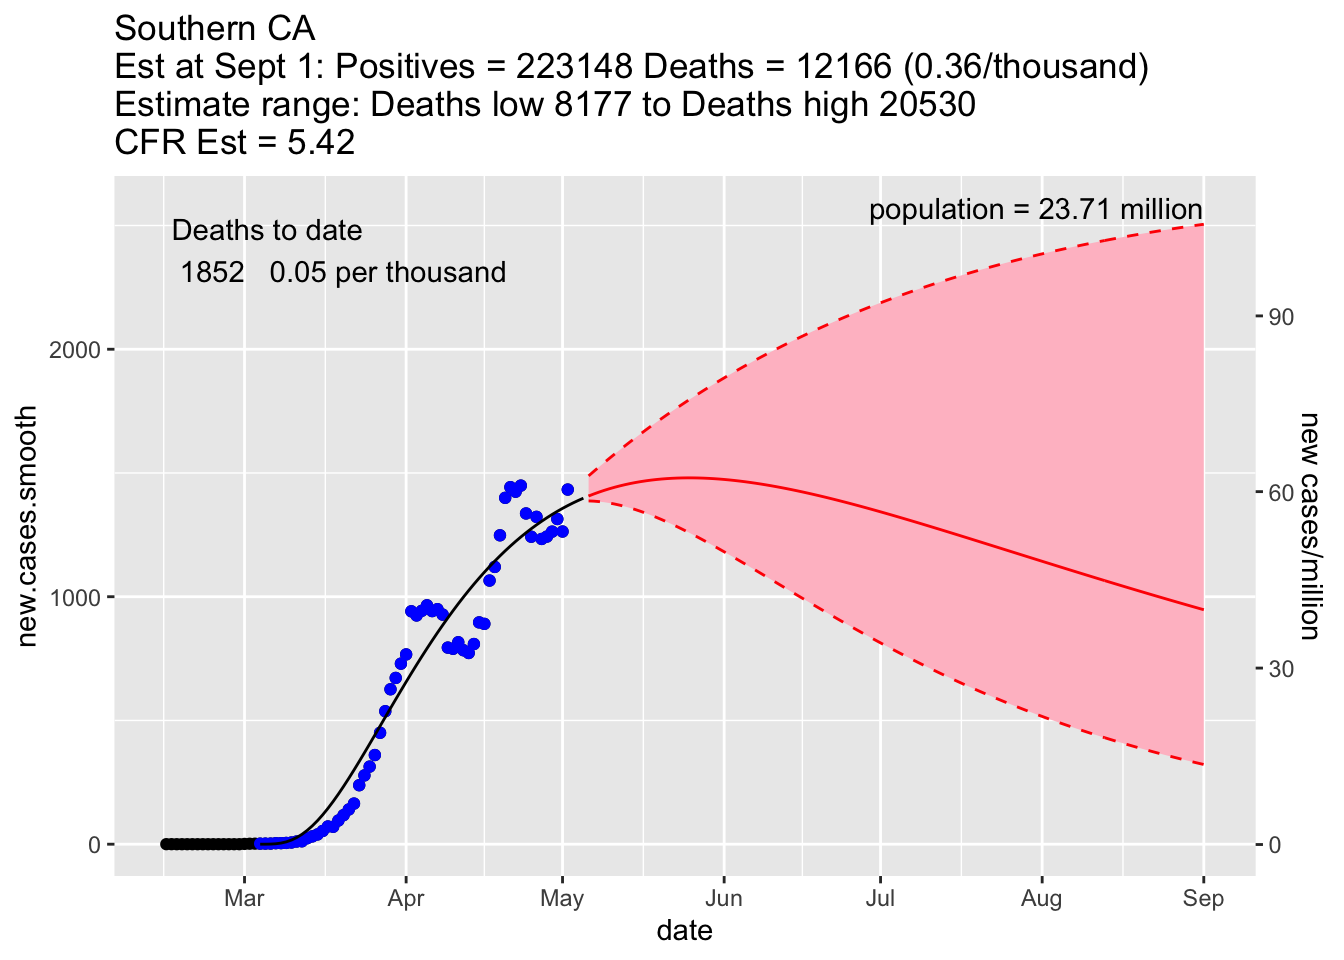 Southern CA
Est at Sept 1: Positives = 223148 Deaths = 12166 (0.36/thousand)
Estimate range: Deaths low 8177 to Deaths high 20530
CFR Est = 5.42
population = 23.71 million
Deaths to date
1852 0.05 per thousand
2000
1000
0
new.cases.smooth
90
60
30
0
new cases/million
Mar Apr May Jun Jul Aug Sep
date